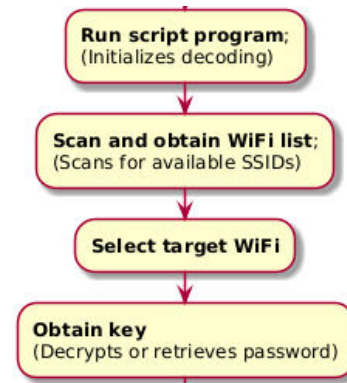 Run script program;
(Initializes decoding)
Scan and obtain WiFi list;
(Scans for available SSIDs)
Select target WiFi
Obtain key
(Decrypts or retrieves password)